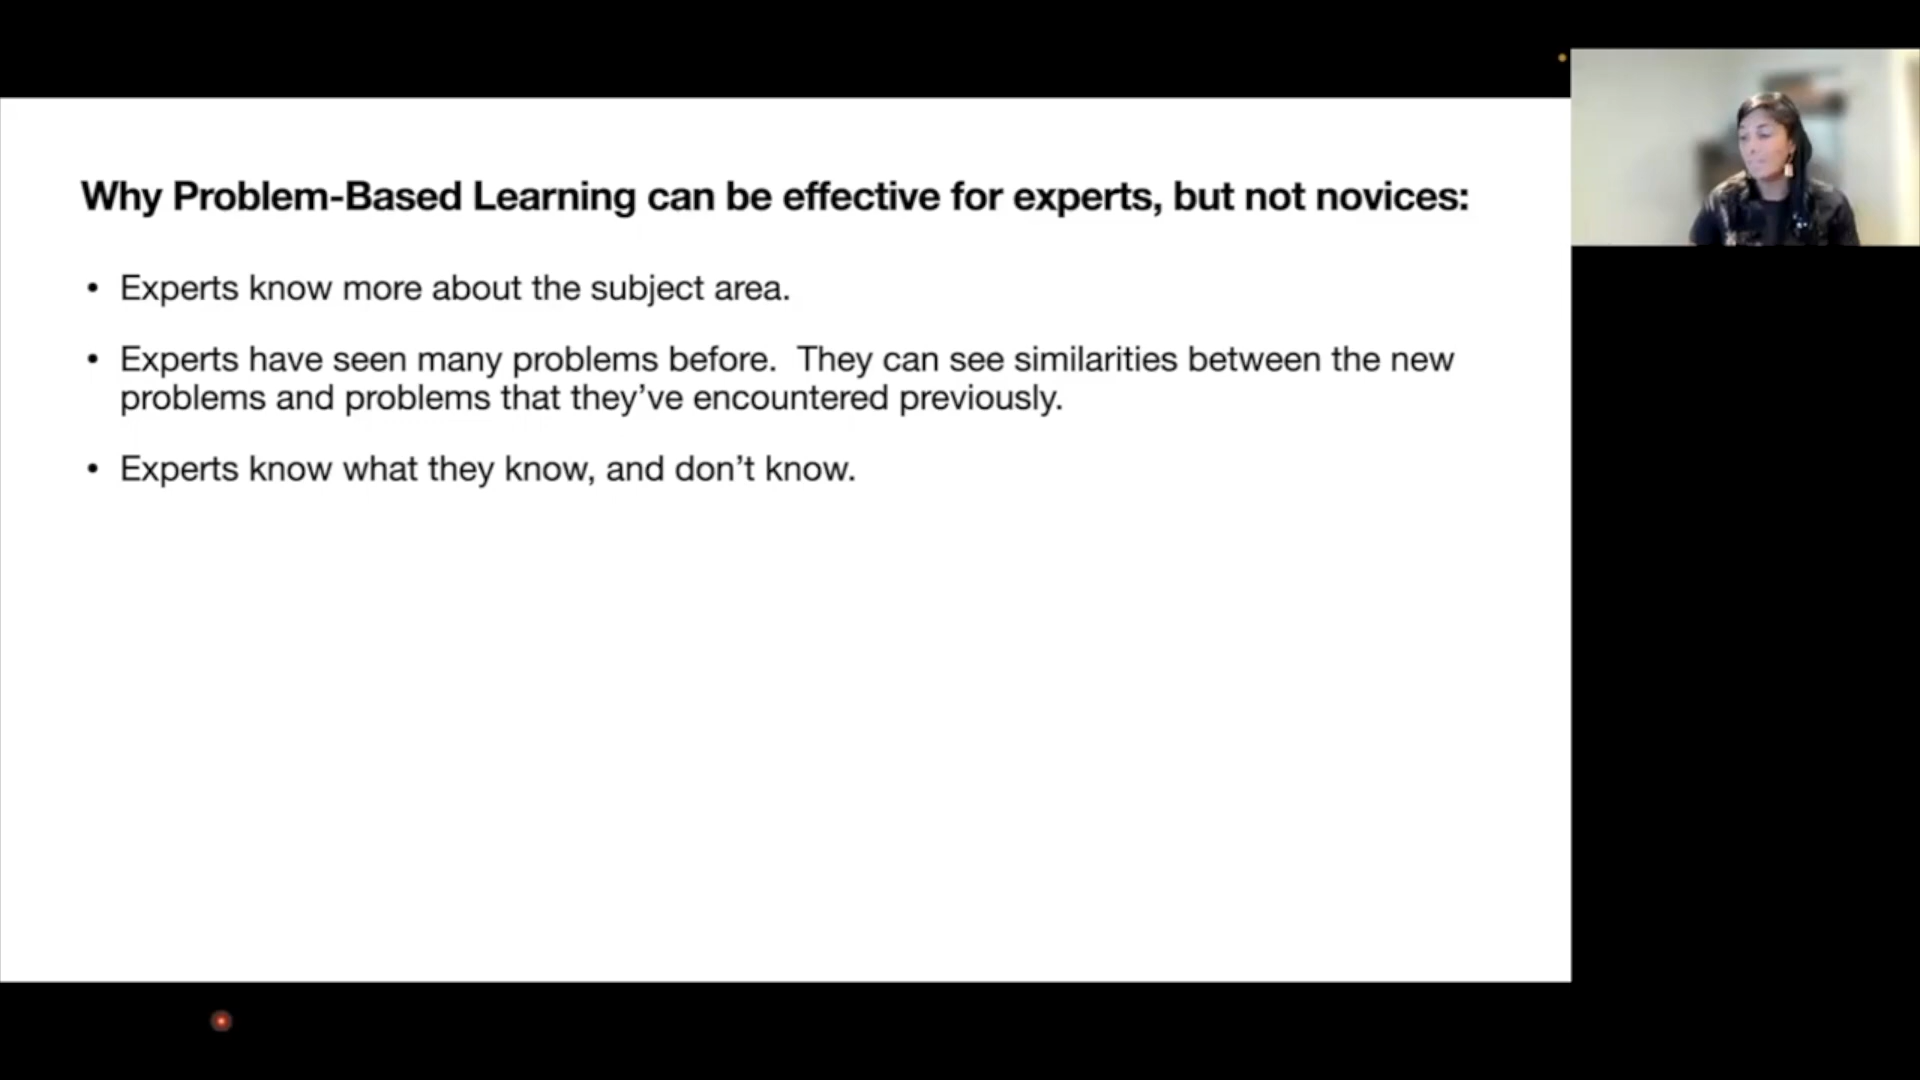 Why Problem-Based Learning can be effective for experts, but not novices:
• Experts know more about the subject area.
• Experts have seen many problems before.  They can see similarities between the new
problems and problems that they’ve encountered previously.
• Experts know what they know, and don’t know.